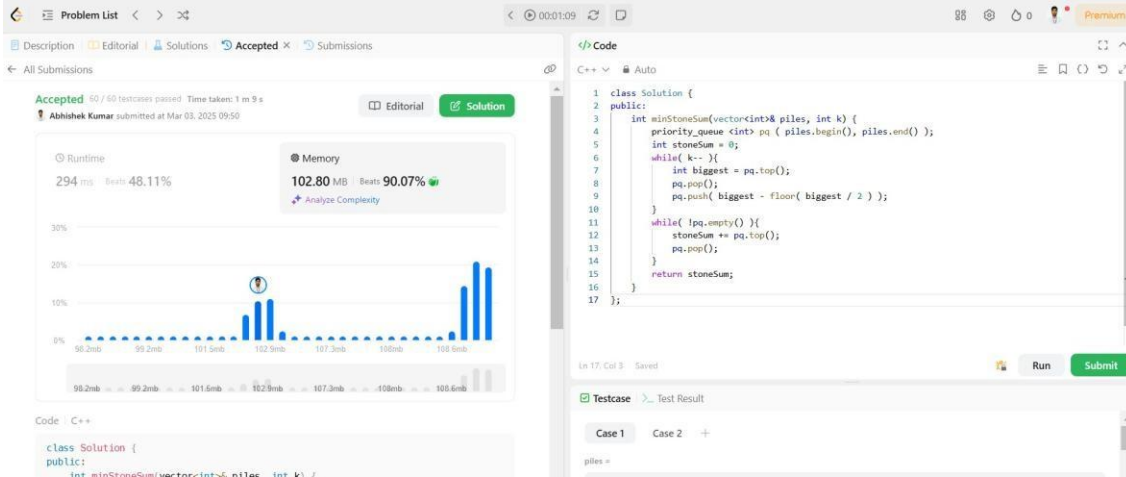 Problem List
00:01:09
0
Premium
Description
Editorial
Solutions
Accepted ×
Submissions
All Submissions
Accepted 60 / 60 testcases passed Time taken: 1 m 9 s
Abhishek Kumar submitted at Mar 03, 2025 09:50
Editorial
Solution
Runtime
294 ms Beats 48.11%
Memory
102.80 MB Beats 90.07%
Analyze Complexity
30%
20%
10%
0%
98.2mb 99.2mb 101.5mb 102.9mb 107.3mb 108mb 108.6mb
98.2mb 99.2mb 101.6mb 102.9mb 107.3mb 108mb 108.6mb
Code C++
class Solution {
public:
int minStoneSum(vector<int>& piles, int k) {
</> Code
C++ Auto
1 class Solution {
2 public:
3 int minStoneSum(vector<int>& piles, int k) {
4 priority_queue <int> pq ( piles.begin(), piles.end() );
5 int stoneSum = 0;
6 while( k-- ){
7 int biggest = pq.top();
8 pq.pop();
9 pq.push( biggest - floor( biggest / 2 ) );
10 }
11 while( !pq.empty() ){
12 stoneSum += pq.top();
13 pq.pop();
14 }
15 return stoneSum;
16 }
17 };
Ln 17, Col 3 Saved
Run
Submit
Testcase
>_ Test Result
Case 1 Case 2 +
piles =